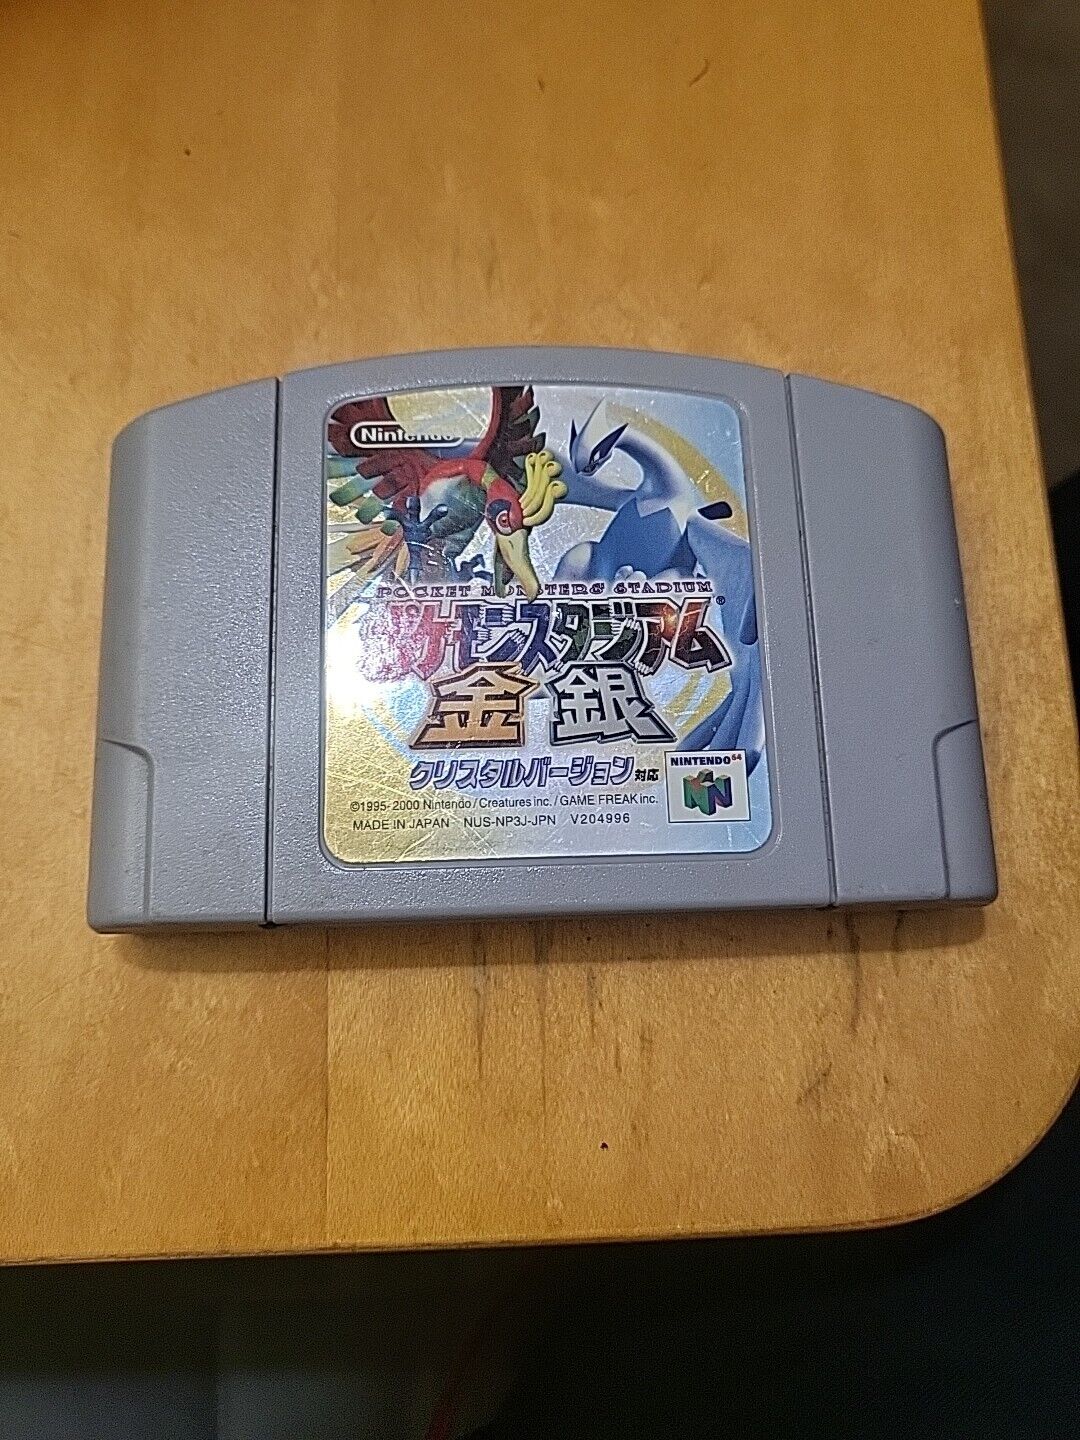 Nintendo
POCKET MONSTERS STADIUM
ポケモンスタジアム®
金 銀
クリスタルバージョン対応
NINTENDO 64
©1995-2000 Nintendo/Creatures inc./GAME FREAK inc.
MADE IN JAPAN NUS-NP3J-JPN V204996